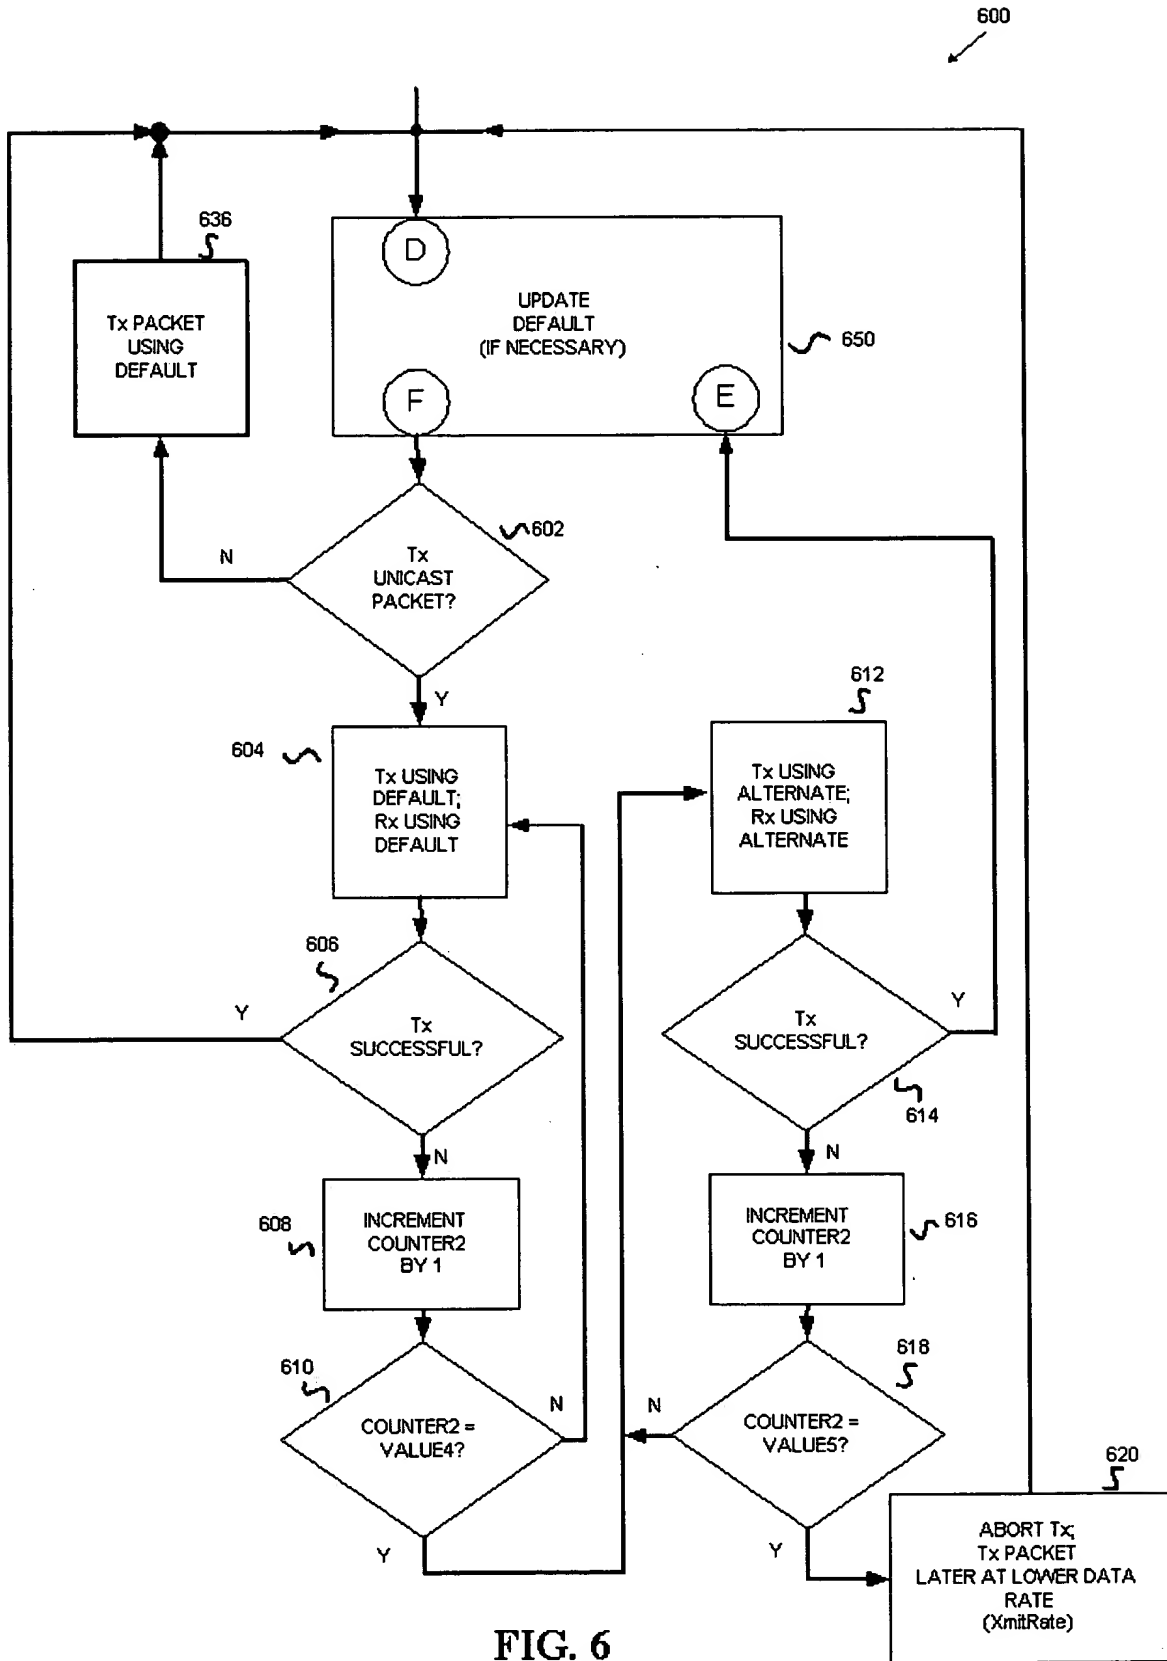 600
636
Tx PACKET
USING
DEFAULT
D
UPDATE
DEFAULT
(IF NECESSARY)
650
F
E
602
N
Tx
UNICAST
PACKET?
Y
612
604
Tx USING
DEFAULT;
Rx USING
DEFAULT
Tx USING
ALTERNATE;
Rx USING
ALTERNATE
606
Y
Tx
SUCCESSFUL?
Tx
SUCCESSFUL?
Y
614
N
N
608
INCREMENT
COUNTER2
BY 1
INCREMENT
COUNTER2
BY 1
616
610
COUNTER2 =
VALUE4?
N
618
N
COUNTER2 =
VALUE5?
620
Y
Y
ABORT Tx;
Tx PACKET
LATER AT LOWER DATA
RATE
(XmitRate)
FIG. 6